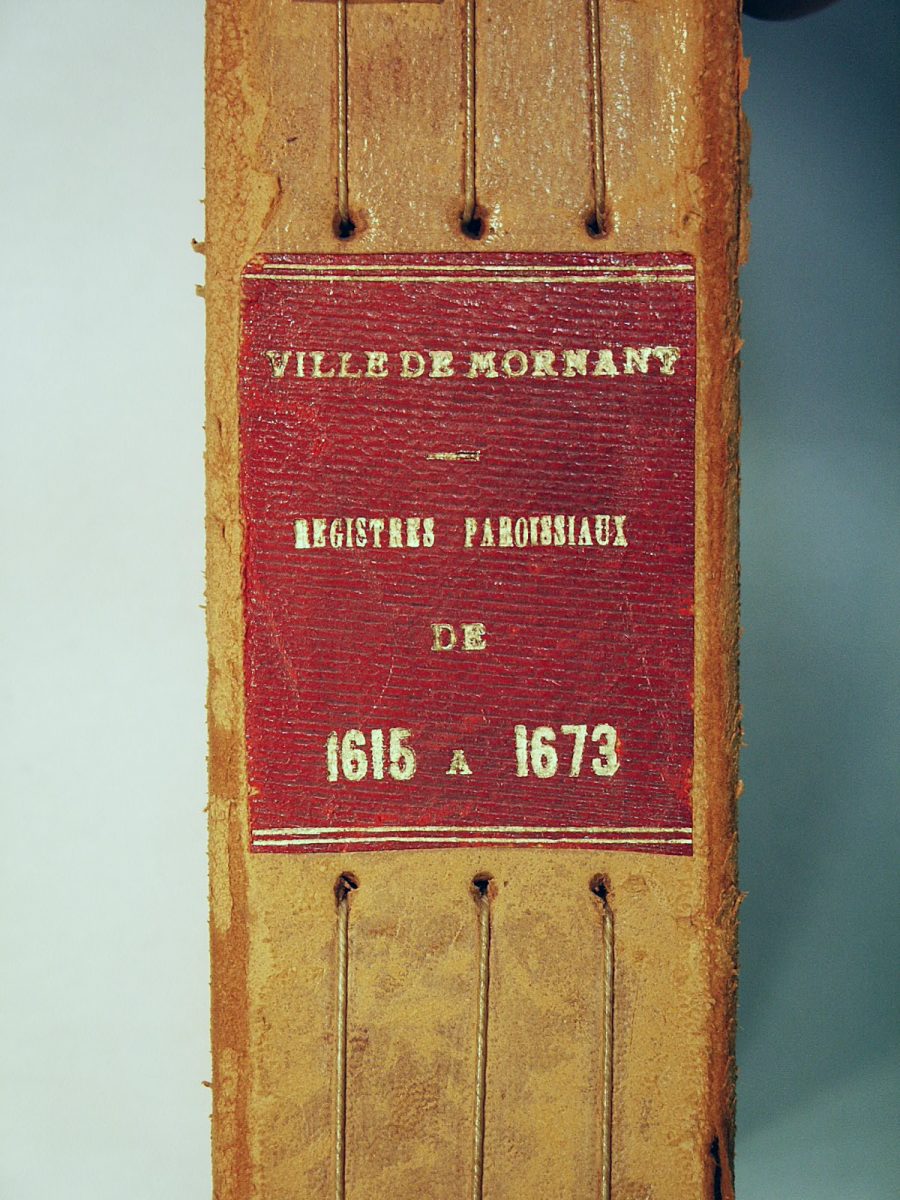 VILLE DE MORNANT
—
REGISTRES PAROISSIAUX
DE
1615 A 1673